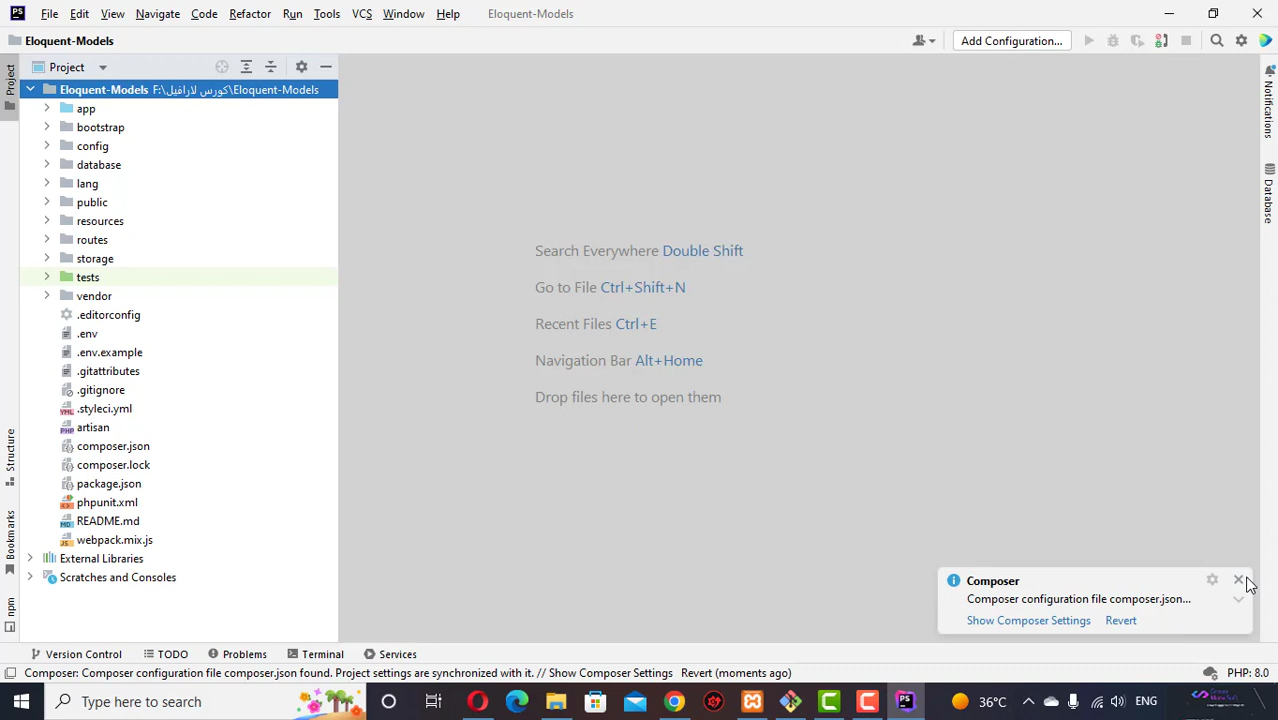 File Edit View Navigate Code Refactor Run Tools VCS Window Help Eloquent-Models
Eloquent-Models
Add Configuration...
Project
Project
Eloquent-Models F:\كورس لارافيل\Eloquent-Models
app
bootstrap
config
database
lang
public
resources
routes
storage
tests
vendor
.editorconfig
.env
.env.example
.gitattributes
.gitignore
.styleci.yml
artisan
composer.json
composer.lock
package.json
phpunit.xml
README.md
webpack.mix.js
External Libraries
Scratches and Consoles
Structure
Bookmarks
npm
Search Everywhere Double Shift
Go to File Ctrl+Shift+N
Recent Files Ctrl+E
Navigation Bar Alt+Home
Drop files here to open them
Notifications
Database
Composer
Composer configuration file composer.json...
Show Composer Settings Revert
Version Control TODO Problems Terminal Services
Composer: Composer configuration file composer.json found. Project settings are synchronized with it. // Show Composer Settings Revert (moments ago) PHP: 8.0
Type here to search
36°C ENG